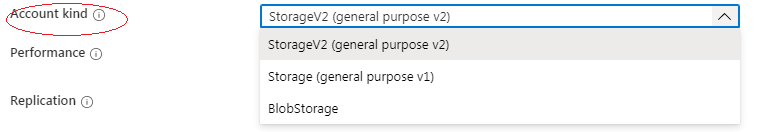 Account kind
StorageV2 (general purpose v2)
StorageV2 (general purpose v2)
Performance
Storage (general purpose v1)
Replication
BlobStorage